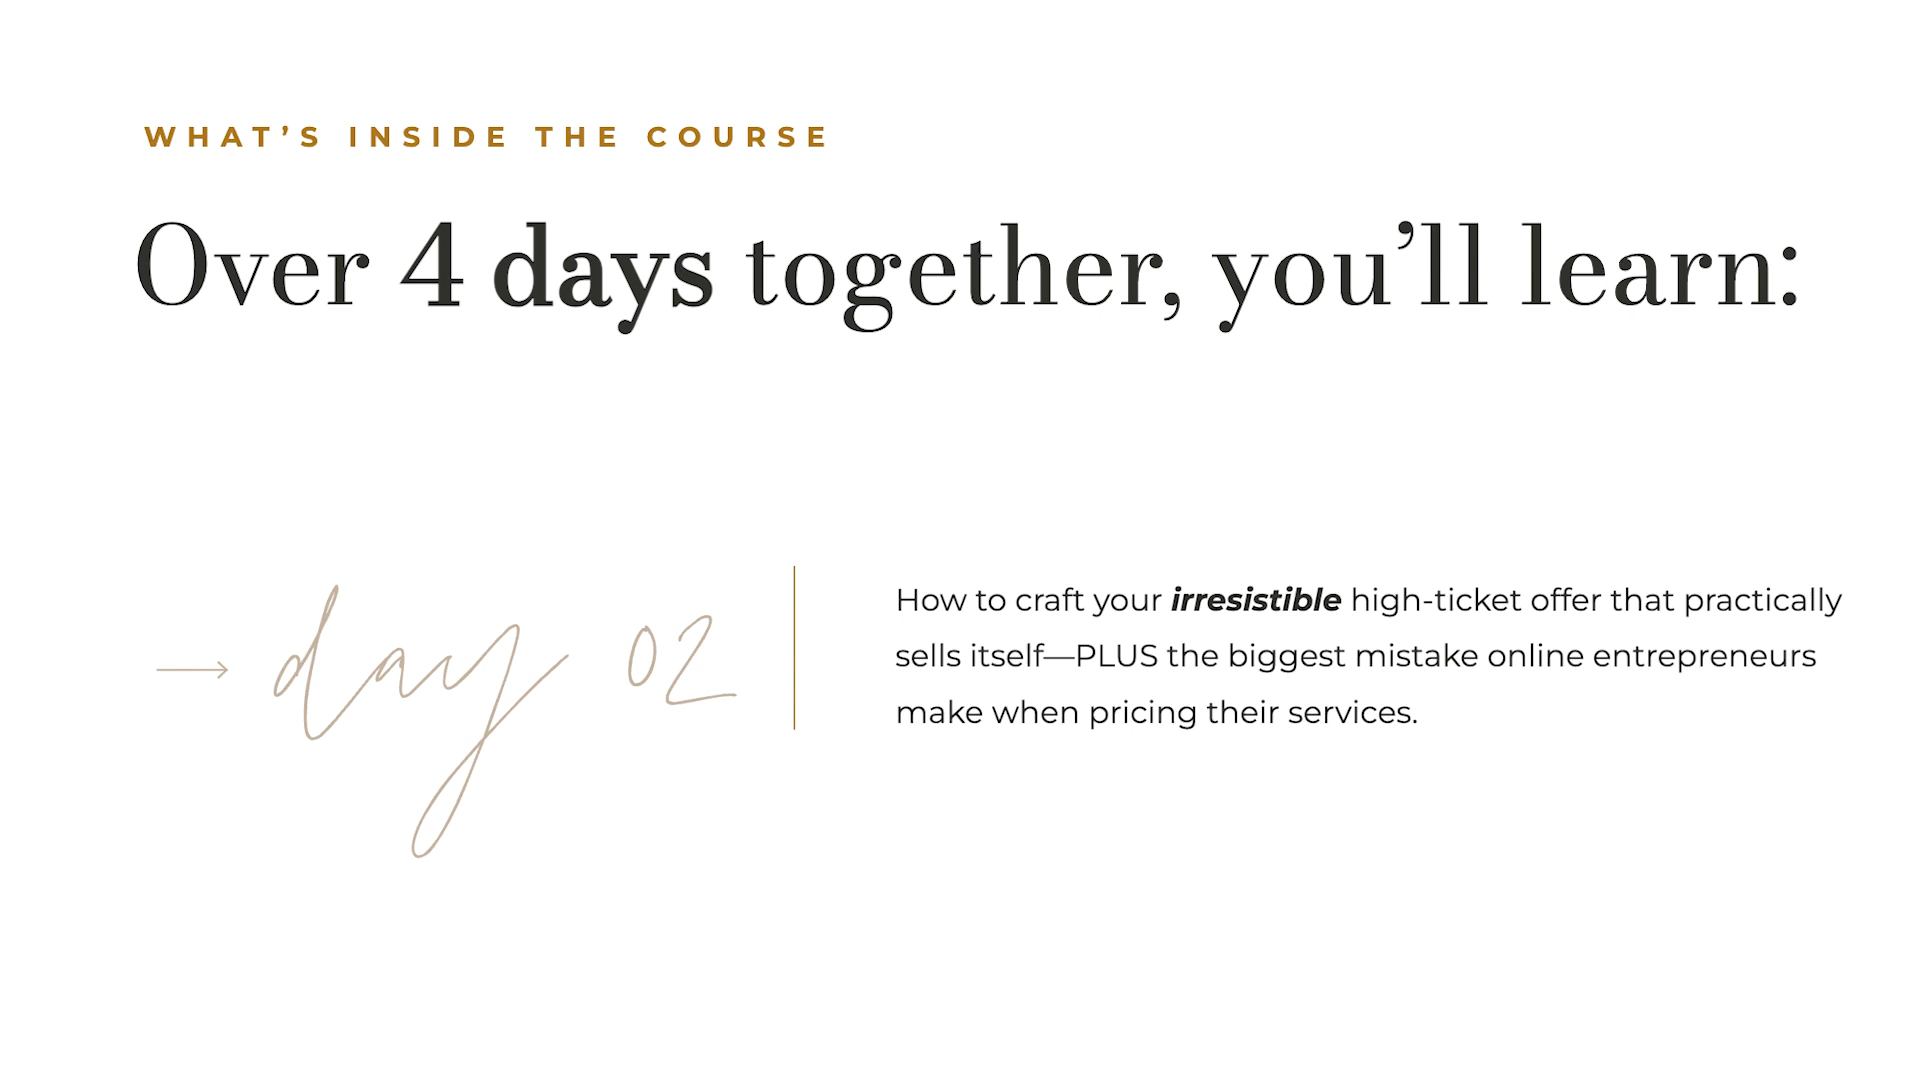 WHAT’S INSIDE THE COURSE
Over 4 days together, you’ll learn:
day 02
How to craft your irresistible high-ticket offer that practically
sells itself—PLUS the biggest mistake online entrepreneurs
make when pricing their services.